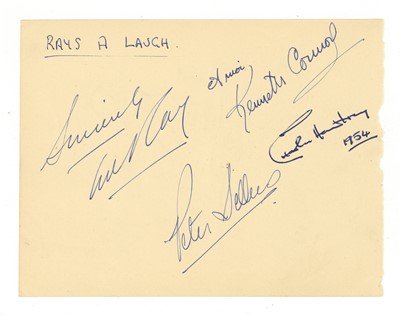 RAYS A LAUGH.
Sincerely
Ted Ray
Kenneth Connor
Charles Hawtrey
1954
Peter Sellers